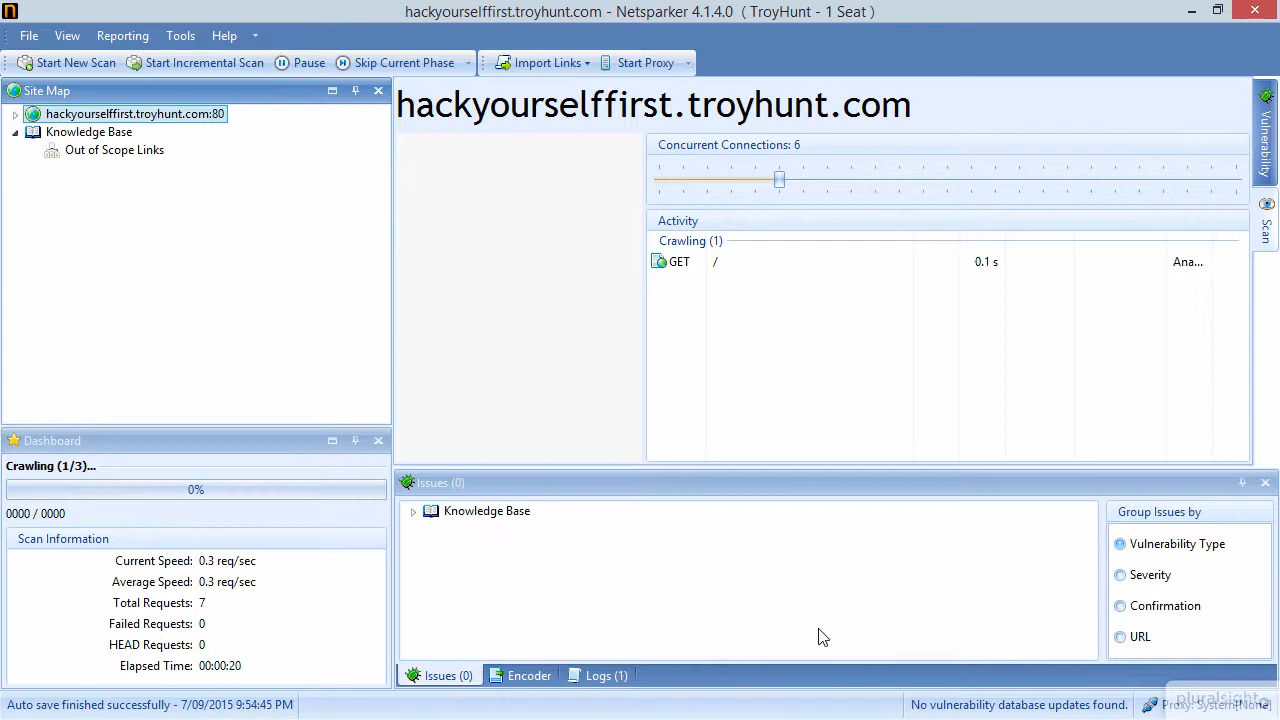 hackyourselffirst.troyhunt.com - Netsparker 4.1.4.0 ( TroyHunt - 1 Seat )
File View Reporting Tools Help
Start New Scan Start Incremental Scan Pause Skip Current Phase Import Links Start Proxy
Site Map
hackyourselffirst.troyhunt.com:80
Knowledge Base
Out of Scope Links
hackyourselffirst.troyhunt.com
Concurrent Connections: 6
Activity
Crawling (1)
GET / 0.1 s Ana...
Vulnerability
Scan
Dashboard
Crawling (1/3)...
0%
0000 / 0000
Scan Information
Current Speed: 0.3 req/sec
Average Speed: 0.3 req/sec
Total Requests: 7
Failed Requests: 0
HEAD Requests: 0
Elapsed Time: 00:00:20
Issues (0)
Knowledge Base
Group Issues by
Vulnerability Type
Severity
Confirmation
URL
Issues (0) Encoder Logs (1)
Auto save finished successfully - 7/09/2015 9:54:45 PM
No vulnerability database updates found.
Proxy: System[None]
pluralsight